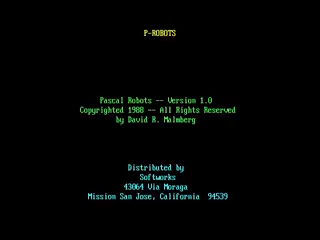 P-ROBOTS
Pascal Robots -- Version 1.0
Copyrighted 1988 -- All Rights Reserved
by David R. Malmberg
Distributed by
Softworks
43064 Via Moraga
Mission San Jose, California 94539